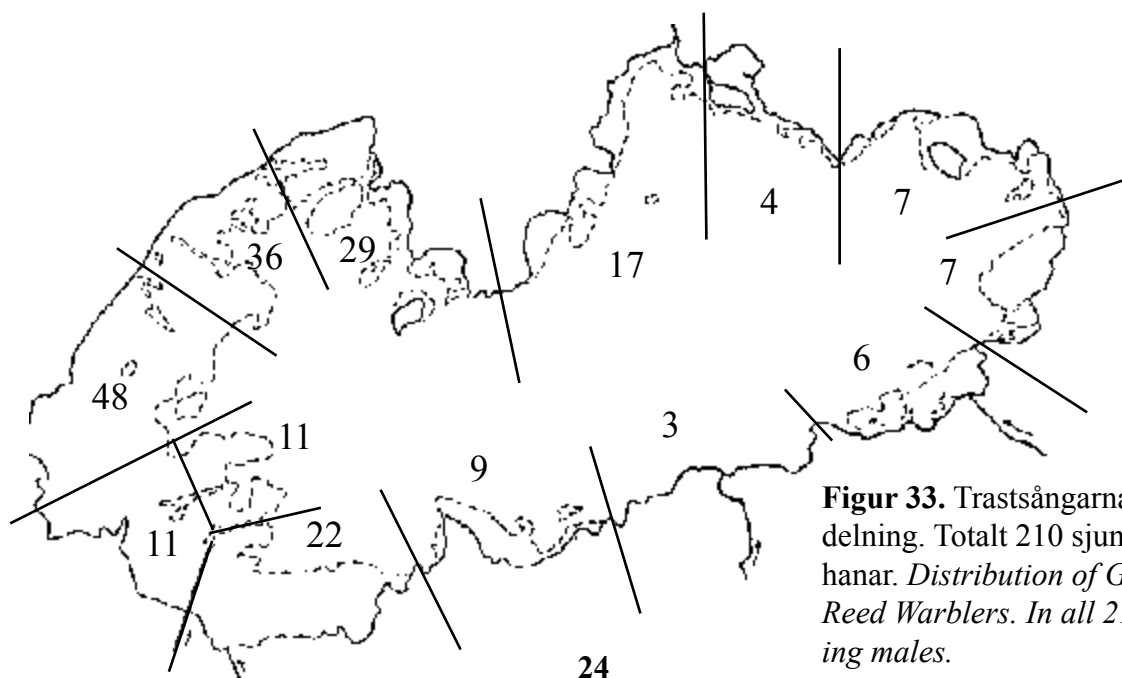 4
7
36
29
17
7
6
48
11
3
9
11
22
Figur 33. Trastsångarna
delning. Totalt 210 sjun
hanar. Distribution of G
Reed Warblers. In all 2
ing males.
24